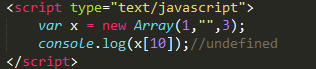 <script type="text/javascript">
var x = new Array(1,"",3);
console.log(x[10]);//undefined
</script>